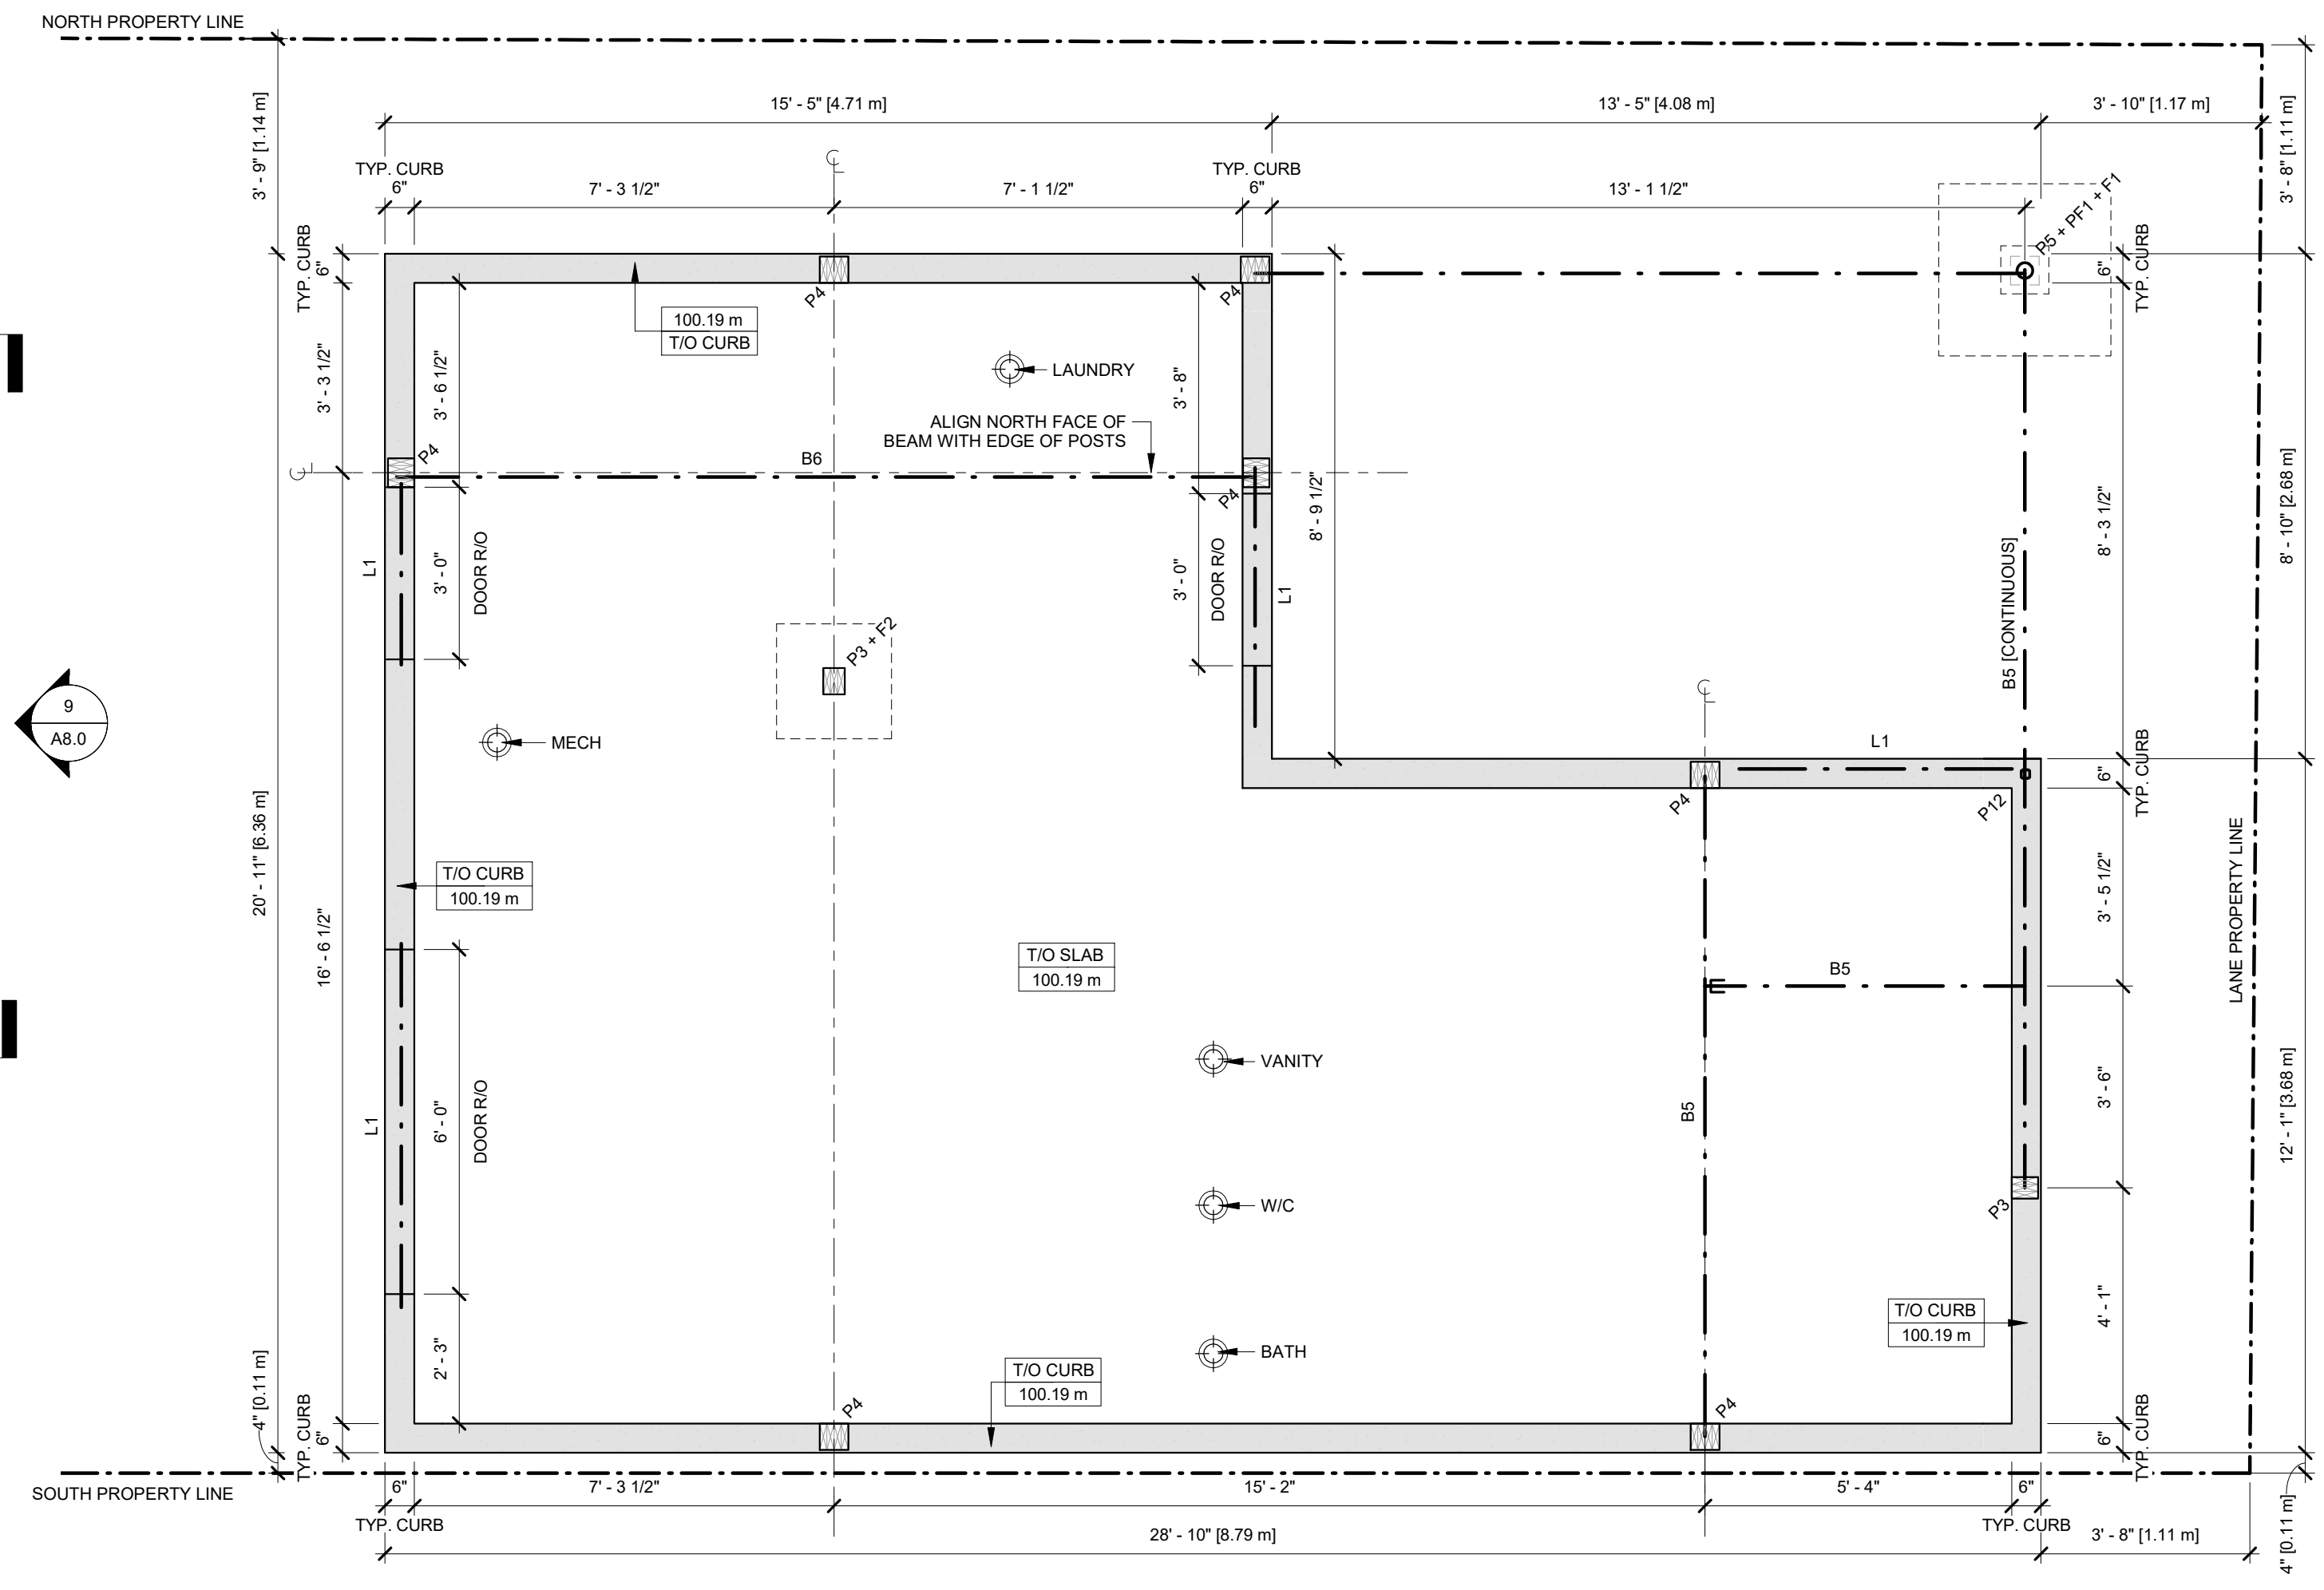 NORTH PROPERTY LINE
15' - 5" [4.71 m]
13' - 5" [4.08 m]
3' - 10" [1.17 m]
3' - 9" [1.14 m]
3' - 8" [1.11 m]
TYP. CURB
6"
7' - 3 1/2"
7' - 1 1/2"
TYP. CURB
6"
13' - 1 1/2"
P5 + PF1 + F1
TYP. CURB
6"
TYP. CURB
6"
P4
P4
100.19 m
T/O CURB
3' - 3 1/2"
3' - 6 1/2"
LAUNDRY
3' - 8"
ALIGN NORTH FACE OF
BEAM WITH EDGE OF POSTS
P4
B6
P4
8' - 9 1/2"
8' - 3 1/2"
8' - 10" [2.68 m]
L1
3' - 0"
DOOR R/O
3' - 0"
DOOR R/O
L1
B5 [CONTINUOUS]
P3 + F2
9
A8.0
MECH
L1
TYP. CURB
6"
P4
P12
20' - 11" [6.36 m]
16' - 6 1/2"
T/O CURB
100.19 m
3' - 5 1/2"
LANE PROPERTY LINE
T/O SLAB
100.19 m
B5
L1
6' - 0"
DOOR R/O
VANITY
B5
3' - 6"
12' - 1" [3.68 m]
W/C
P3
BATH
T/O CURB
100.19 m
4' - 1"
2' - 3"
T/O CURB
100.19 m
4" [0.11 m]
TYP. CURB
6"
P4
P4
TYP. CURB
6"
SOUTH PROPERTY LINE
6"
TYP. CURB
7' - 3 1/2"
15' - 2"
5' - 4"
6"
TYP. CURB
28' - 10" [8.79 m]
3' - 8" [1.11 m]
4" [0.11 m]